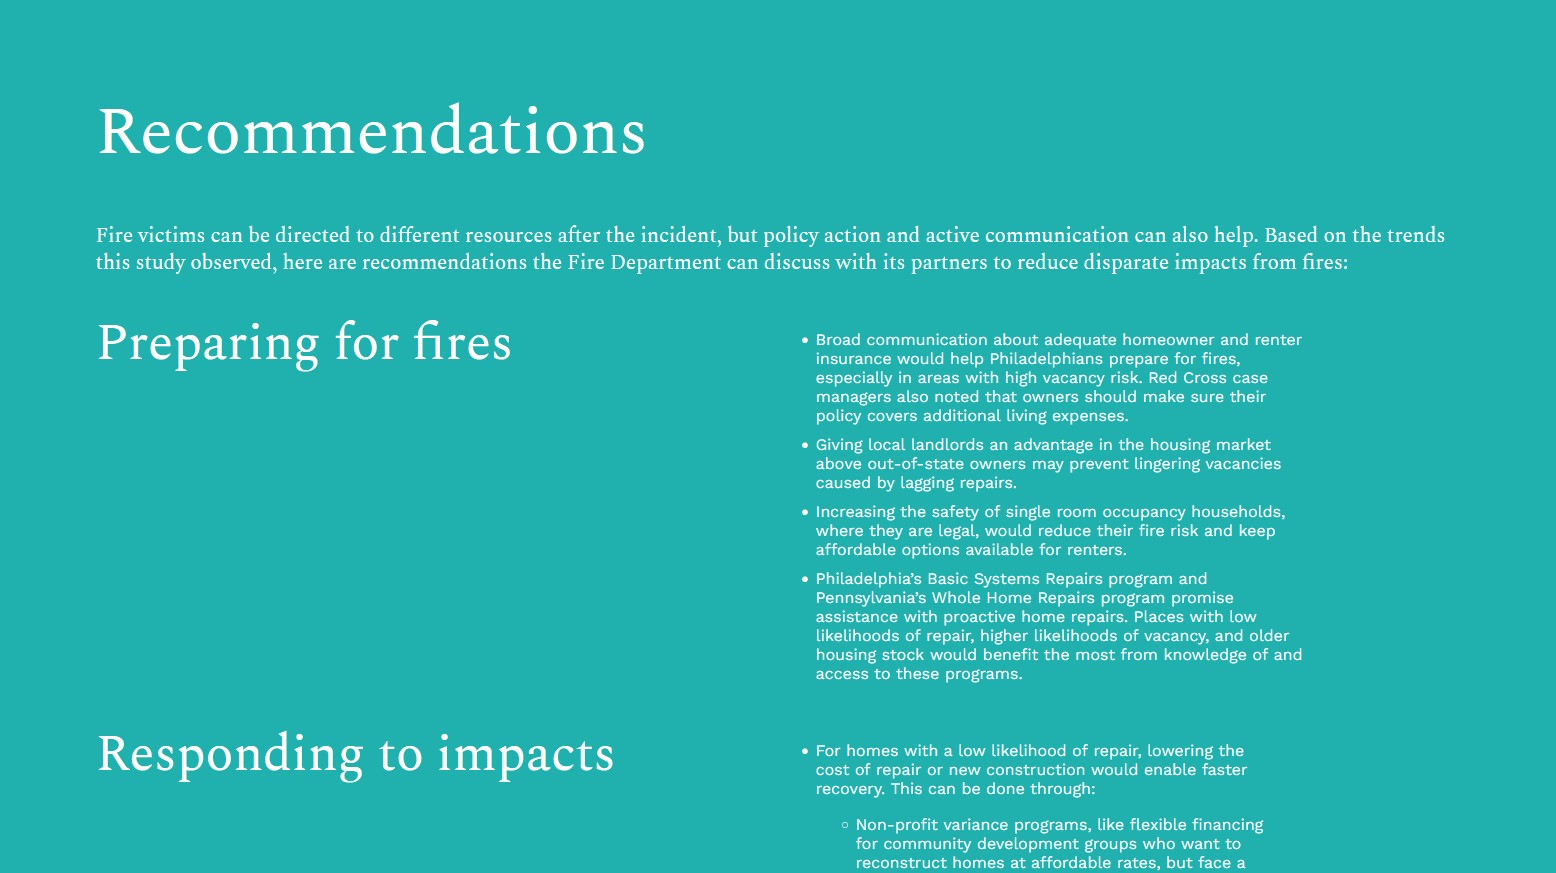 Recommendations
Fire victims can be directed to different resources after the incident, but policy action and active communication can also help. Based on the trends
this study observed, here are recommendations the Fire Department can discuss with its partners to reduce disparate impacts from fires:
Preparing for fires
• Broad communication about adequate homeowner and renter
insurance would help Philadelphians prepare for fires,
especially in areas with high vacancy risk. Red Cross case
managers also noted that owners should make sure their
policy covers additional living expenses.
• Giving local landlords an advantage in the housing market
above out-of-state owners may prevent lingering vacancies
caused by lagging repairs.
• Increasing the safety of single room occupancy households,
where they are legal, would reduce their fire risk and keep
affordable options available for renters.
• Philadelphia’s Basic Systems Repairs program and
Pennsylvania’s Whole Home Repairs program promise
assistance with proactive home repairs. Places with low
likelihoods of repair, higher likelihoods of vacancy, and older
housing stock would benefit the most from knowledge of and
access to these programs.
Responding to impacts
• For homes with a low likelihood of repair, lowering the
cost of repair or new construction would enable faster
recovery. This can be done through:
○ Non-profit variance programs, like flexible financing
for community development groups who want to
reconstruct homes at affordable rates, but face a